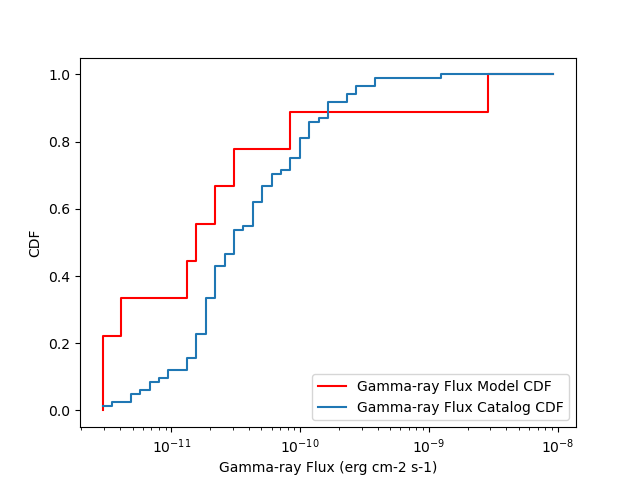 1.0
0.8
0.6
0.4
0.2
0.0
CDF
10⁻¹¹
10⁻¹⁰
10⁻⁹
10⁻⁸
Gamma-ray Flux (erg cm-2 s-1)
Gamma-ray Flux Model CDF
Gamma-ray Flux Catalog CDF